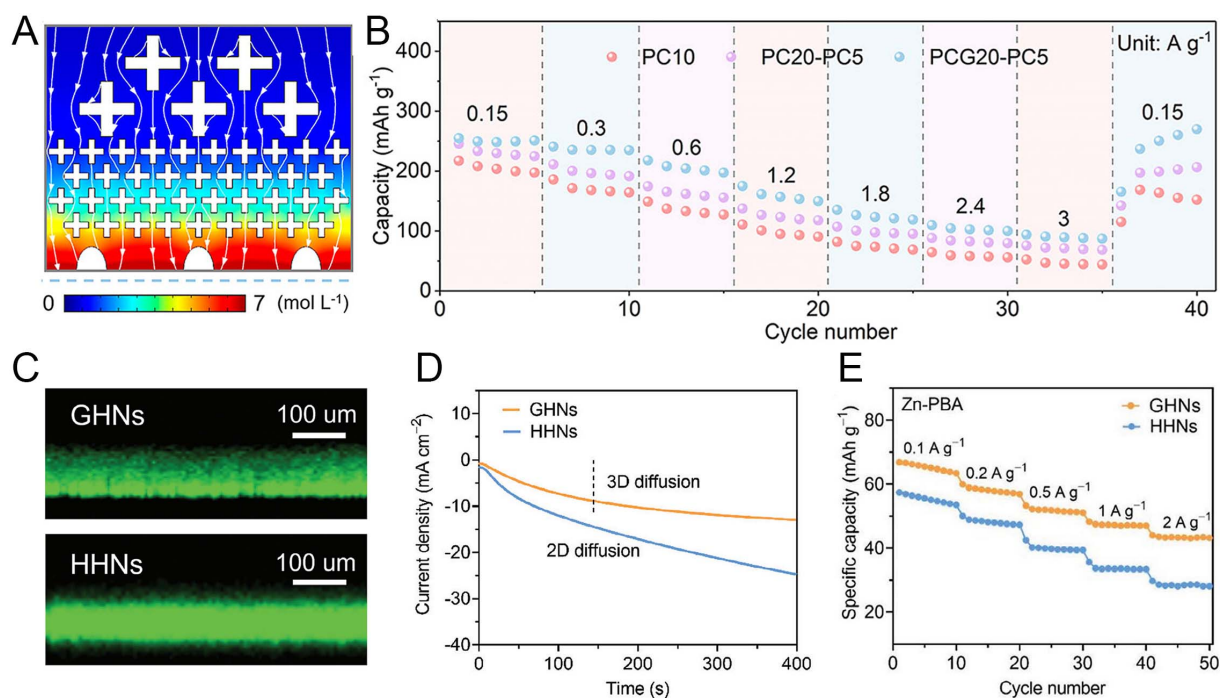 A
0
7
(mol L⁻¹)
B
Capacity (mAh g⁻¹)
400
300
200
100
0
PC10
PC20-PC5
PCG20-PC5
Unit: A g⁻¹
0.15
0.3
0.6
1.2
1.8
2.4
3
0.15
0
10
20
30
40
Cycle number
C
GHNs
100 um
HHNs
100 um
D
Current density (mA cm⁻²)
10
0
-10
-20
-30
-40
GHNs
HHNs
3D diffusion
2D diffusion
0
100
200
300
400
Time (s)
E
Specific capacity (mAh g⁻¹)
80
60
40
20
Zn-PBA
GHNs
HHNs
0.1 A g⁻¹
0.2 A g⁻¹
0.5 A g⁻¹
1 A g⁻¹
2 A g⁻¹
0
10
20
30
40
50
Cycle number